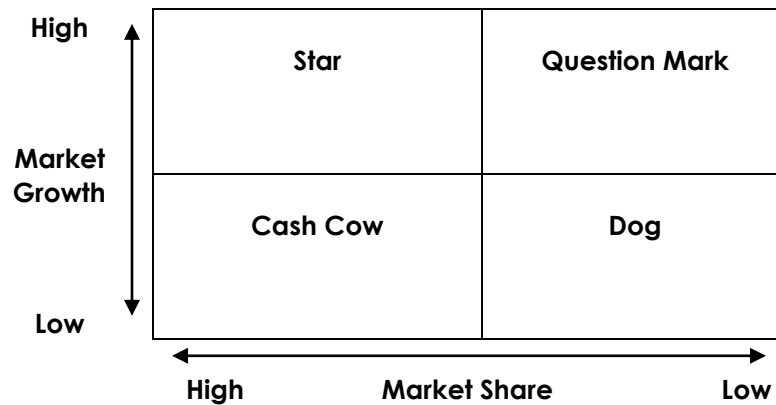 High
Star
Question Mark
Market
Growth
Cash Cow
Dog
Low
High
Market Share
Low